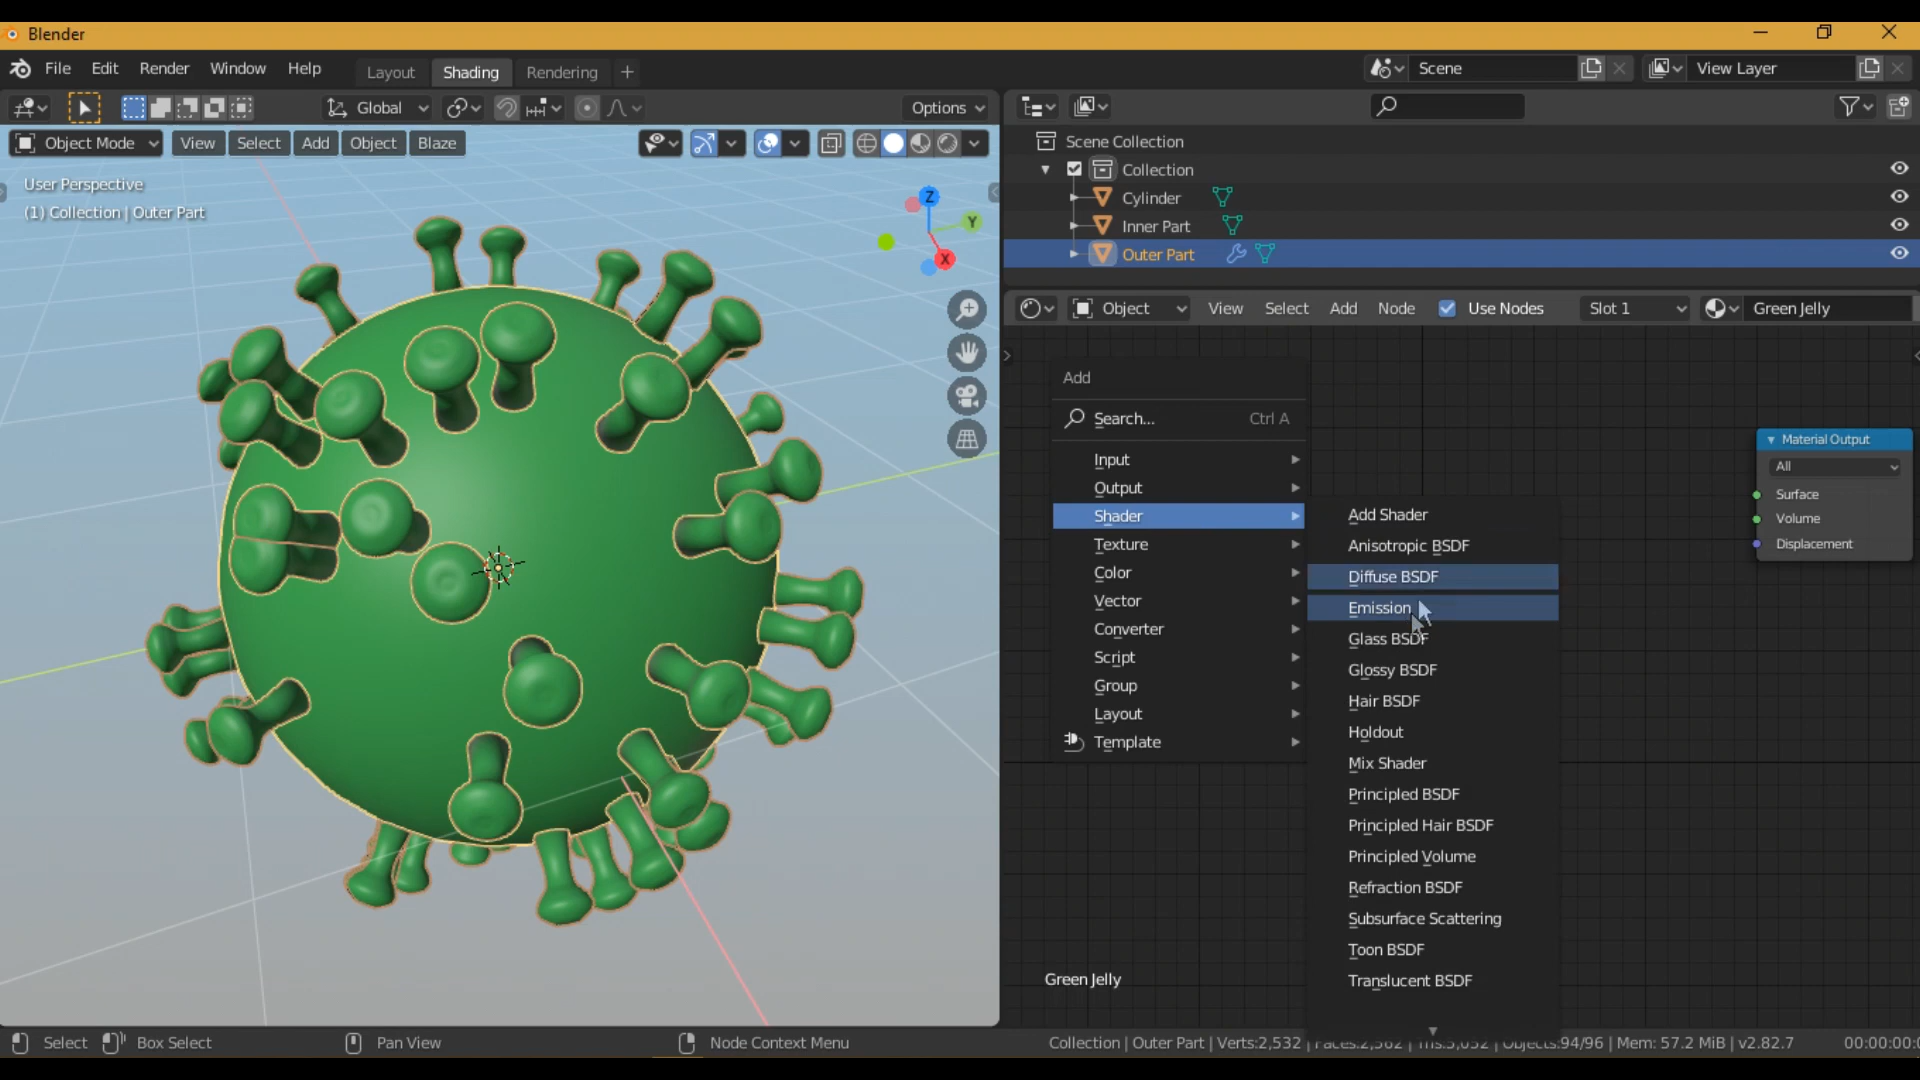 Blender
File Edit Render Window Help Layout Shading Rendering + Scene View Layer
Global Options
Object Mode View Select Add Object Blaze
User Perspective
(1) Collection | Outer Part
Z
Y
X
Scene Collection
Collection
Cylinder
Inner Part
Outer Part
Object View Select Add Node Use Nodes Slot 1 Green Jelly
Add
Search... Ctrl A
Input
Output
Shader
Texture
Color
Vector
Converter
Script
Group
Layout
Template
Add Shader
Anisotropic BSDF
Diffuse BSDF
Emission
Glass BSDF
Glossy BSDF
Hair BSDF
Holdout
Mix Shader
Principled BSDF
Principled Hair BSDF
Principled Volume
Refraction BSDF
Subsurface Scattering
Toon BSDF
Translucent BSDF
Material Output
All
Surface
Volume
Displacement
Green Jelly
Select Box Select Pan View Node Context Menu Collection | Outer Part | Verts:2,532 | Objects:94/96 | Mem: 57.2 MiB | v2.82.7 00:00:00: